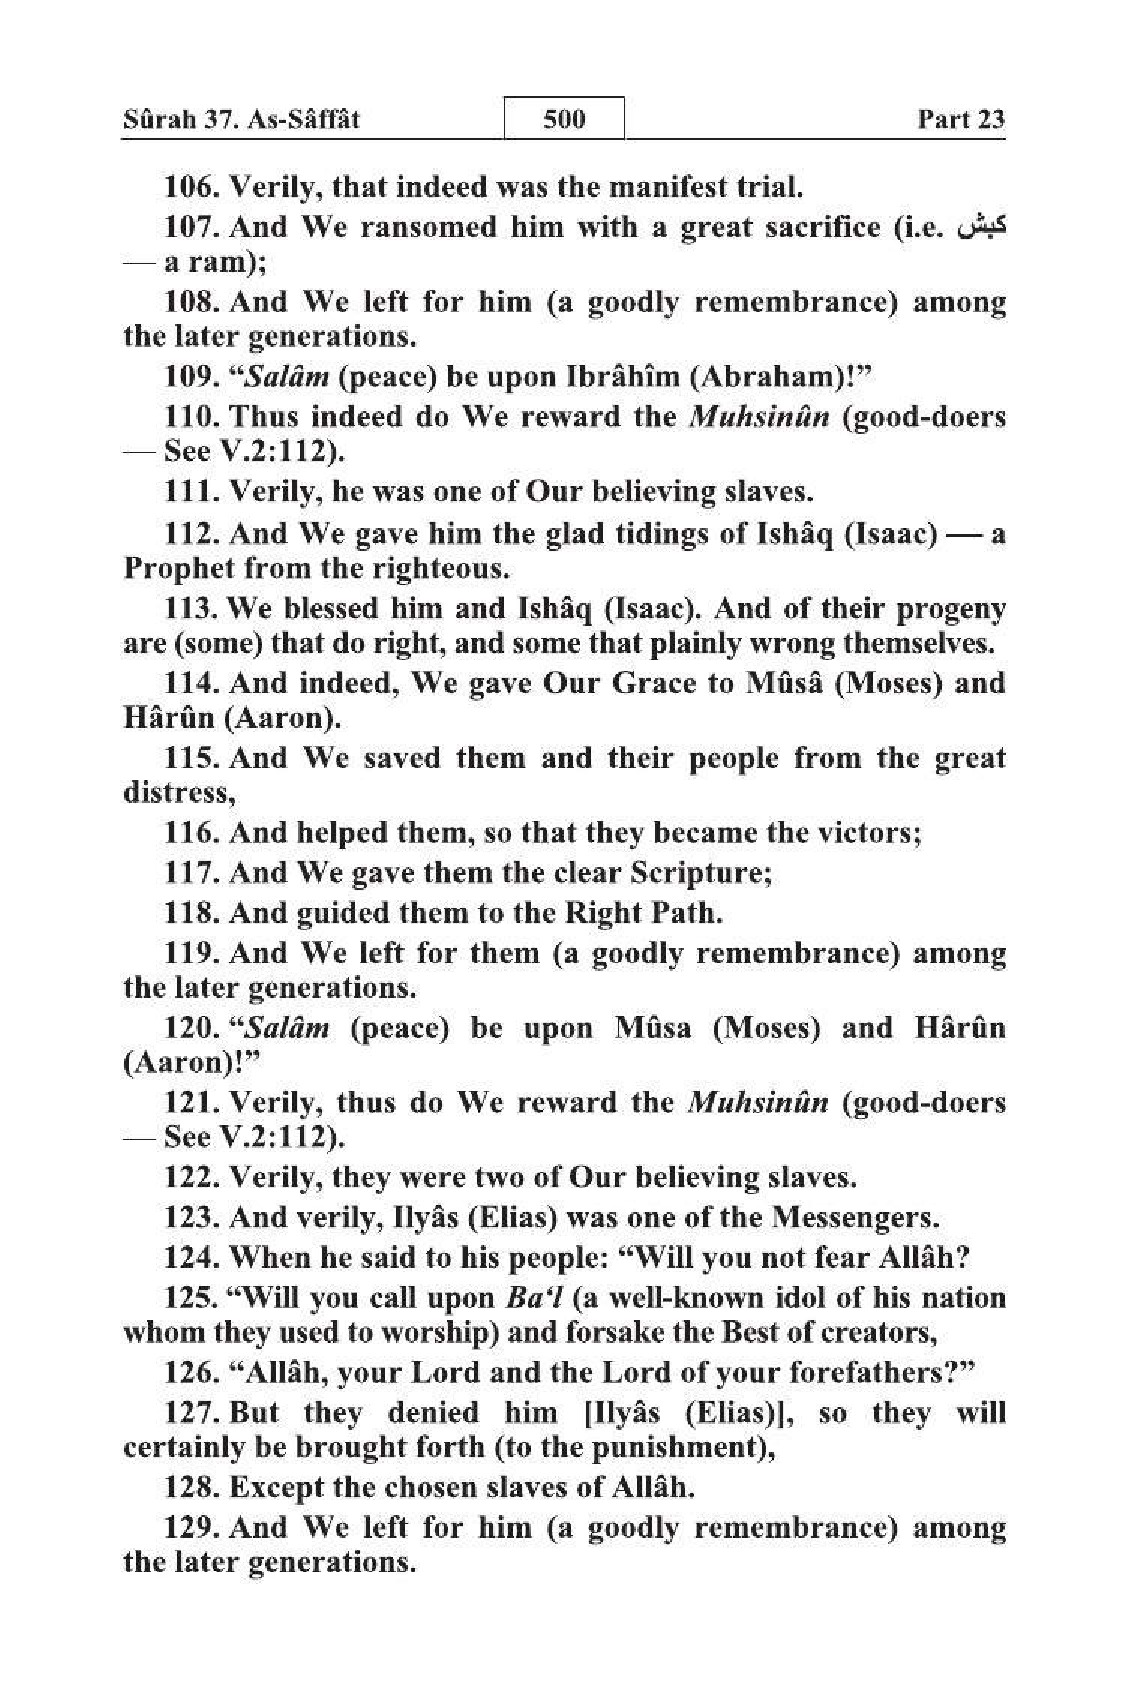 Sûrah 37. As-Sâffât 500 Part 23
106. Verily, that indeed was the manifest trial.
107. And We ransomed him with a great sacrifice (i.e. كبش
— a ram);
108. And We left for him (a goodly remembrance) among
the later generations.
109. “Salâm (peace) be upon Ibrâhîm (Abraham)!”
110. Thus indeed do We reward the Muhsinûn (good-doers
— See V.2:112).
111. Verily, he was one of Our believing slaves.
112. And We gave him the glad tidings of Ishâq (Isaac) — a
Prophet from the righteous.
113. We blessed him and Ishâq (Isaac). And of their progeny
are (some) that do right, and some that plainly wrong themselves.
114. And indeed, We gave Our Grace to Mûsâ (Moses) and
Hârûn (Aaron).
115. And We saved them and their people from the great
distress,
116. And helped them, so that they became the victors;
117. And We gave them the clear Scripture;
118. And guided them to the Right Path.
119. And We left for them (a goodly remembrance) among
the later generations.
120. “Salâm (peace) be upon Mûsa (Moses) and Hârûn
(Aaron)!”
121. Verily, thus do We reward the Muhsinûn (good-doers
— See V.2:112).
122. Verily, they were two of Our believing slaves.
123. And verily, Ilyâs (Elias) was one of the Messengers.
124. When he said to his people: “Will you not fear Allâh?
125. “Will you call upon Ba‘l (a well-known idol of his nation
whom they used to worship) and forsake the Best of creators,
126. “Allâh, your Lord and the Lord of your forefathers?”
127. But they denied him [Ilyâs (Elias)], so they will
certainly be brought forth (to the punishment),
128. Except the chosen slaves of Allâh.
129. And We left for him (a goodly remembrance) among
the later generations.